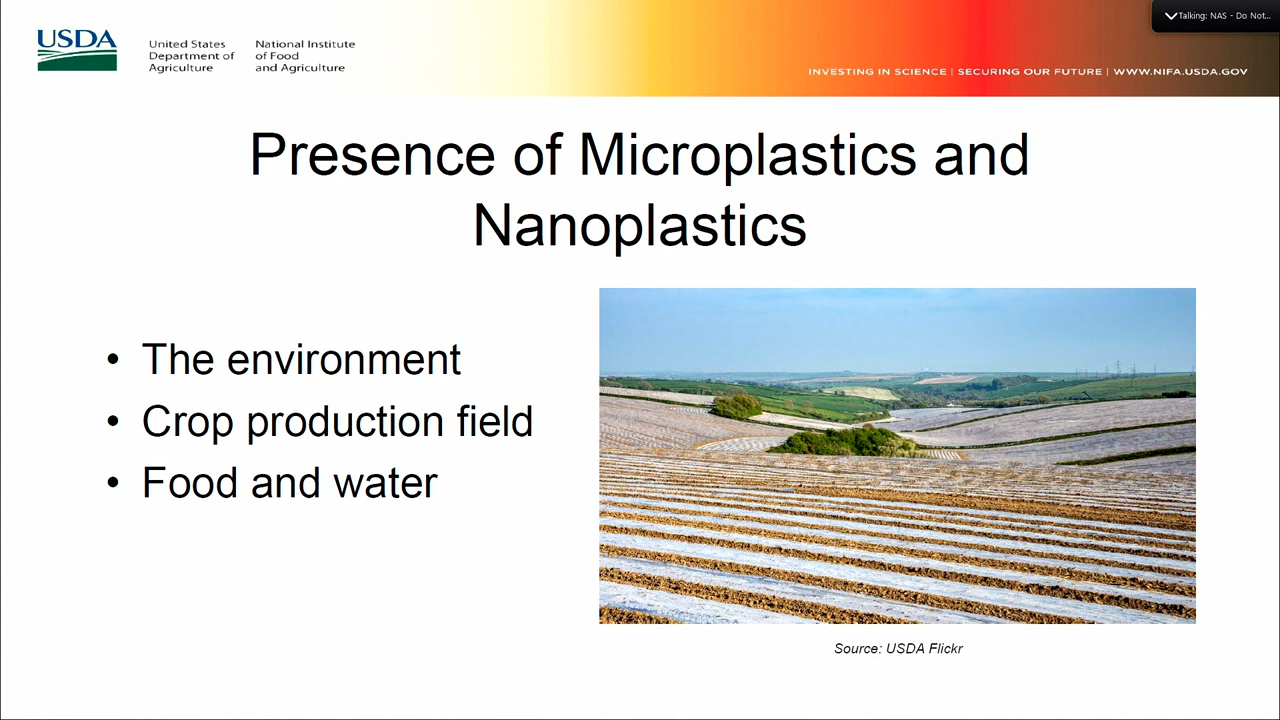 Talking: NAS - Do Not...
USDA
United States
Department of
Agriculture
National Institute
of Food
and Agriculture
INVESTING IN SCIENCE | SECURING OUR FUTURE | WWW.NIFA.USDA.GOV
Presence of Microplastics and
Nanoplastics
• The environment
• Crop production field
• Food and water
Source: USDA Flickr